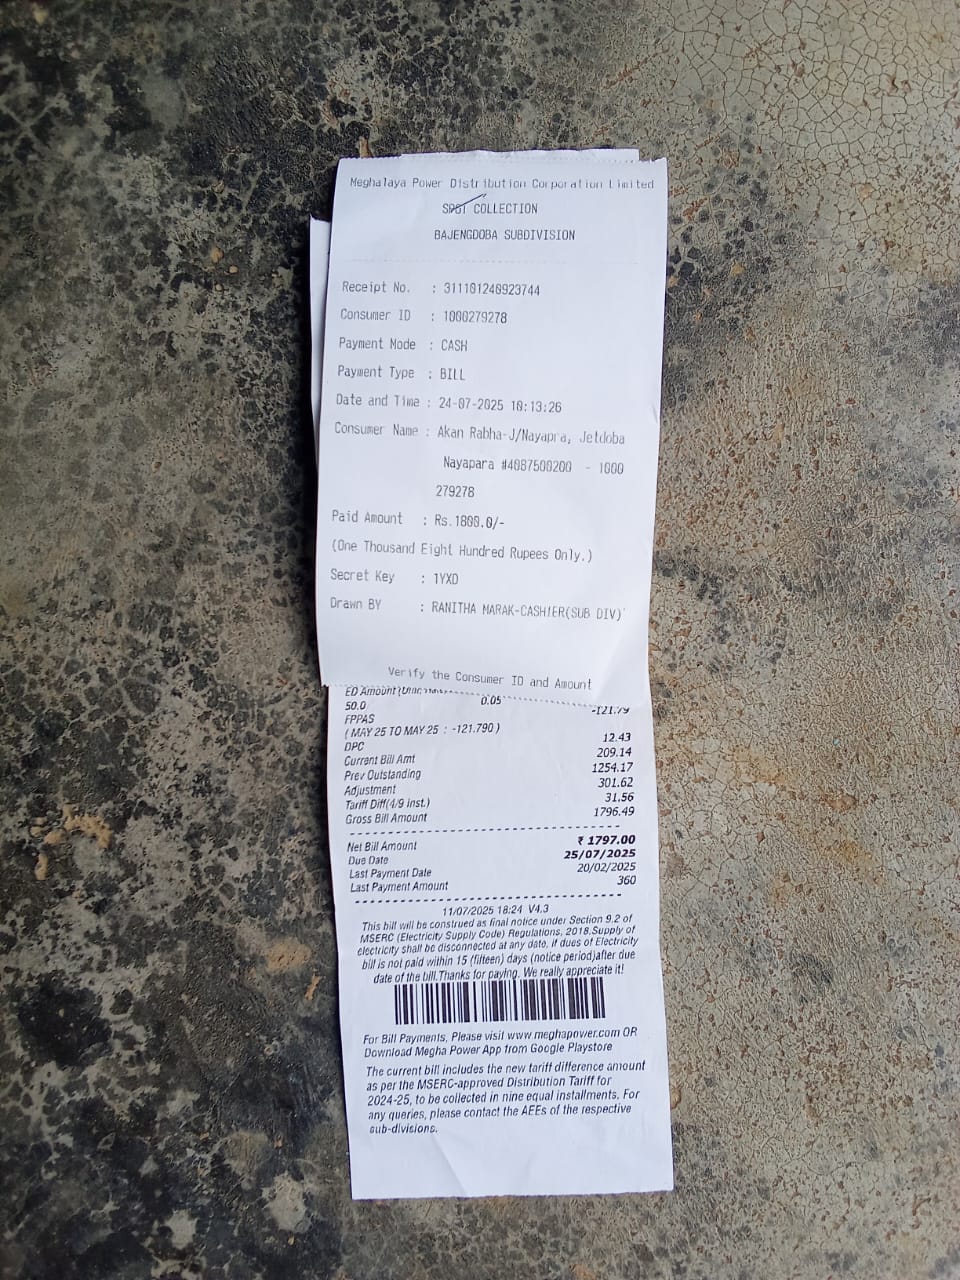 Meghalaya Power Distribution Corporation Limited
SPOT COLLECTION
BAJENGDOBA SUBDIVISION
Receipt No. : 311101240923744
Consumer ID : 1000279278
Payment Mode : CASH
Payment Type : BILL
Date and Time : 24-07-2025 10:13:26
Consumer Name : Akan Rabha-J/Nayapra, Jetdoba
Nayapara #4087500200 - 1000
279278
Paid Amount : Rs.1800.0/-
(One Thousand Eight Hundred Rupees Only.)
Secret Key : 1YXD
Drawn BY : RANITHA MARAK-CASHIER(SUB DIV)
Verify the Consumer ID and Amount
ED Amount
50.0 0.05
FPPAS -121.79
( MAY 25 TO MAY 25 : -121.790 )
DPC 12.43
Current Bill Amt 209.14
Prev Outstanding 1254.17
Adjustment 301.62
Tariff Diff(4/9 inst.) 31.56
Gross Bill Amount 1796.49
Net Bill Amount ₹ 1797.00
Due Date 25/07/2025
Last Payment Date 20/02/2025
Last Payment Amount 360
11/07/2025 18:24 V4.3
This bill will be construed as final notice under Section 9.2 of
MSERC (Electricity Supply Code) Regulations, 2018.Supply of
electricity shall be disconnected at any date, if dues of Electricity
bill is not paid within 15 (fifteen) days (notice period)after due
date of the bill.Thanks for paying. We really appreciate it!
For Bill Payments, Please visit www.meghapower.com OR
Download Megha Power App from Google Playstore
The current bill includes the new tariff difference amount
as per the MSERC-approved Distribution Tariff for
2024-25, to be collected in nine equal installments. For
any queries, please contact the AEEs of the respective
sub-divisions.